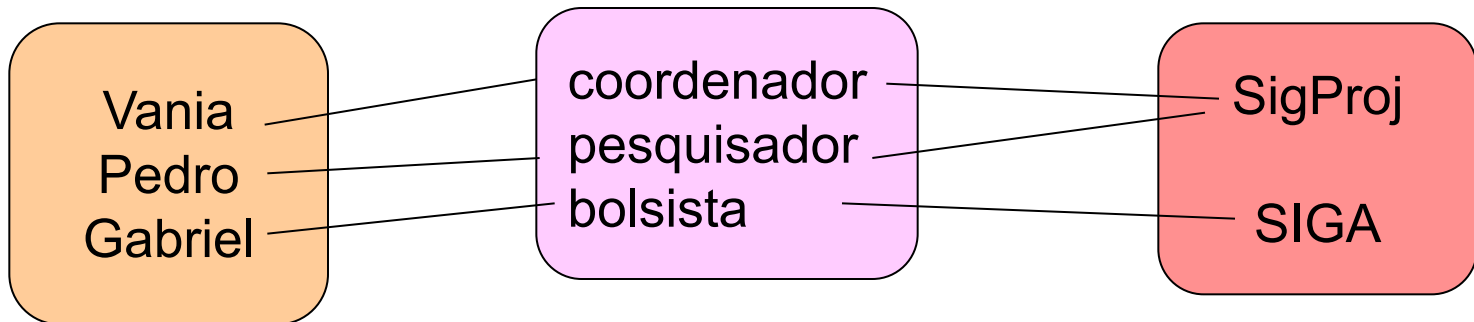 Vania
Pedro
Gabriel
coordenador
pesquisador
bolsista
SigProj
SIGA